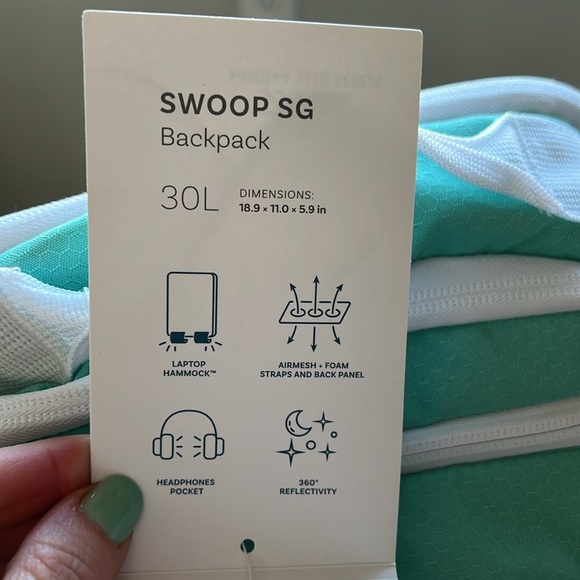 SWOOP SG
Backpack
30L
DIMENSIONS:
18.9 x 11.0 x 5.9 in
LAPTOP
HAMMOCK™
AIRMESH + FOAM
STRAPS AND BACK PANEL
HEADPHONES
POCKET
360°
REFLECTIVITY